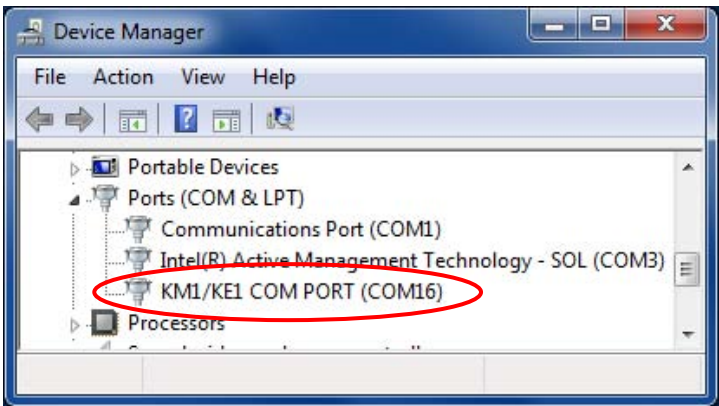 Device Manager
File Action View Help
Portable Devices
Ports (COM & LPT)
Communications Port (COM1)
Intel(R) Active Management Technology - SOL (COM3)
KM1/KE1 COM PORT (COM16)
Processors